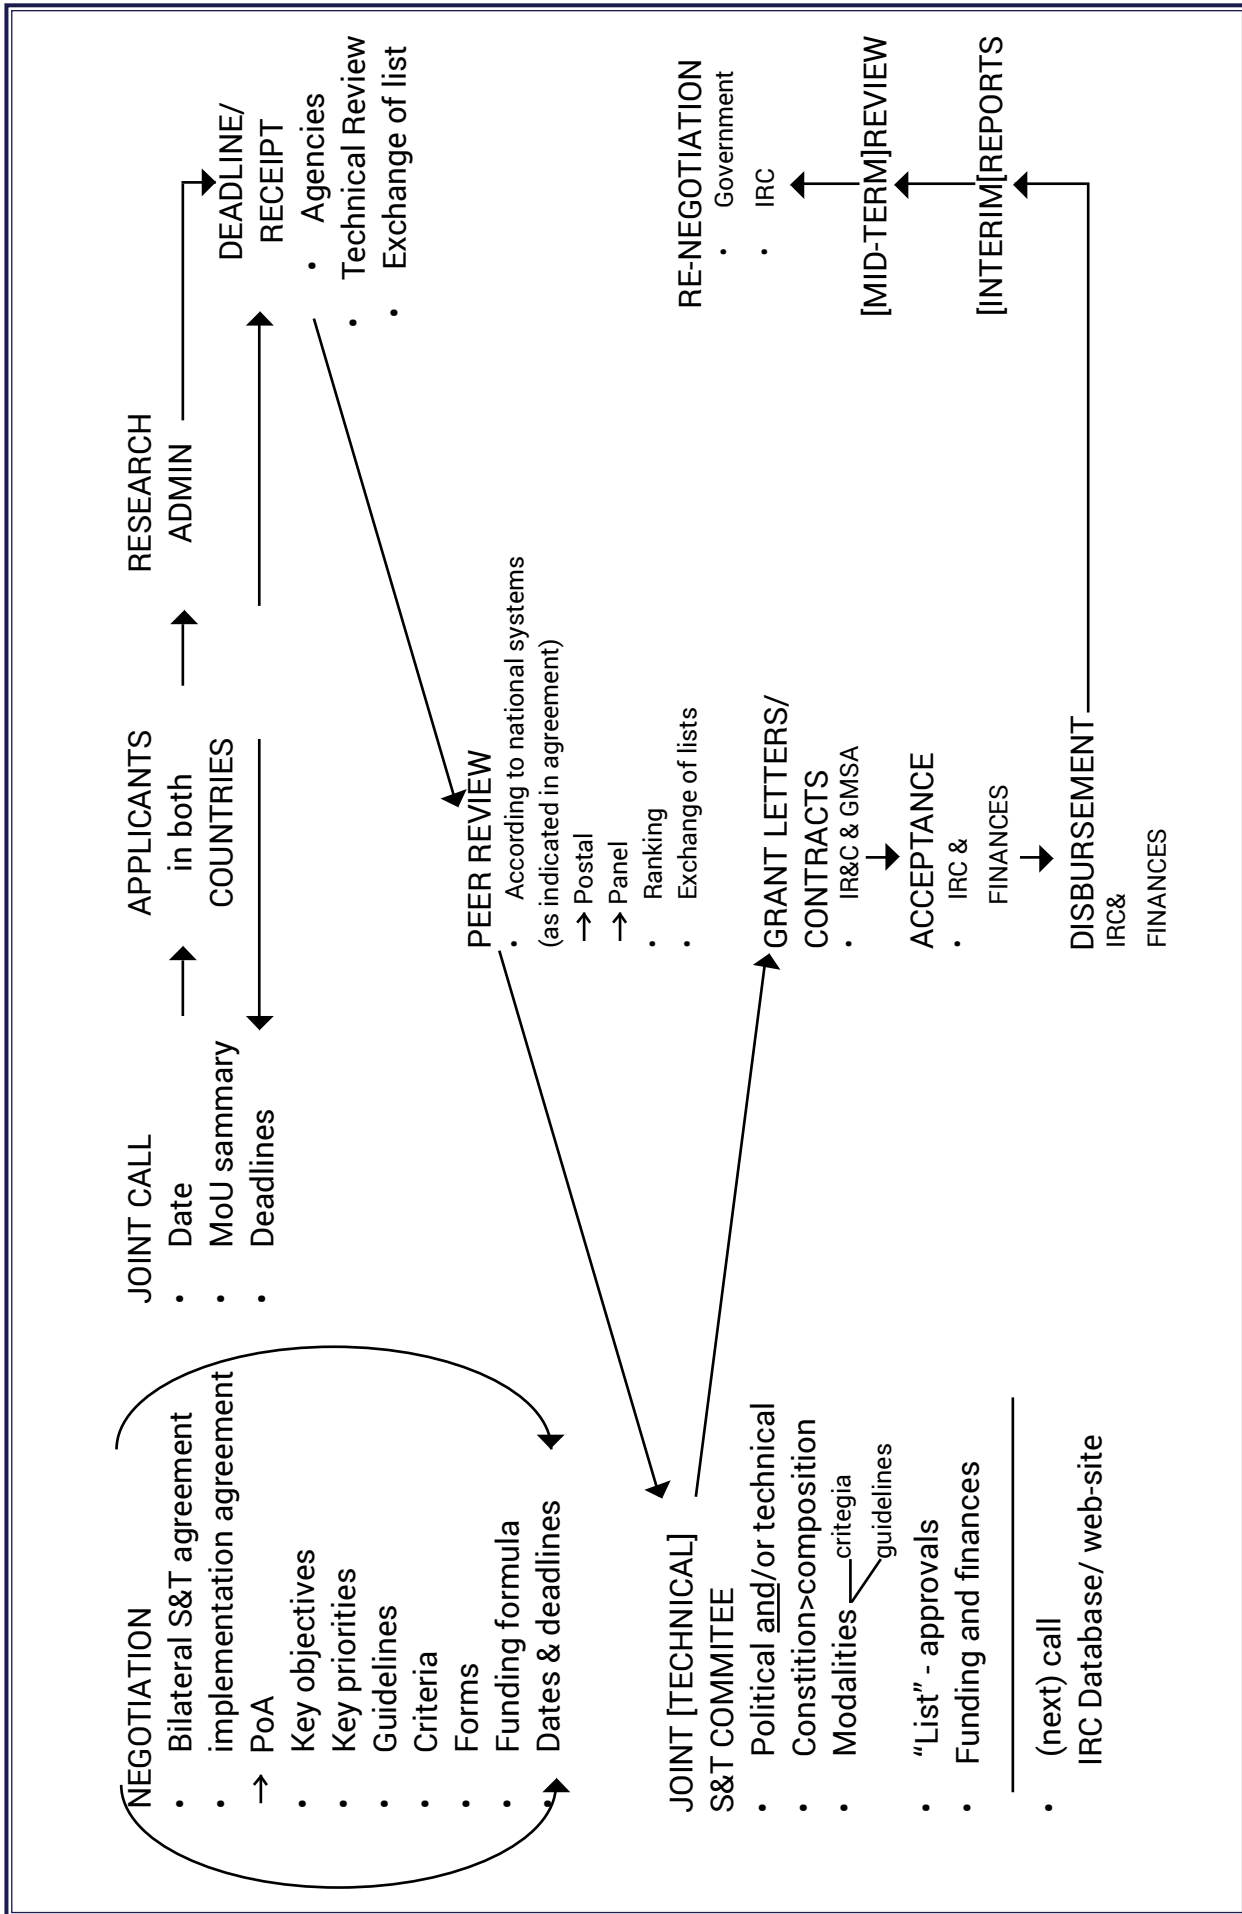 NEGOTIATION
• Bilateral S&T agreement
• implementation agreement
→ PoA
• Key objectives
• Key priorities
• Guidelines
• Criteria
• Forms
• Funding formula
• Dates & deadlines
JOINT CALL
• Date
• MoU sammary
• Deadlines
APPLICANTS
in both
COUNTRIES
RESEARCH
ADMIN
DEADLINE/
RECEIPT
• Agencies
• Technical Review
• Exchange of list
PEER REVIEW
• According to national systems
(as indicated in agreement)
→ Postal
→ Panel
• Ranking
• Exchange of lists
JOINT [TECHNICAL]
S&T COMMITEE
• Political and/or technical
• Constition>composition
• Modalities
critegia
guidelines
• “List” - approvals
• Funding and finances
• (next) call
IRC Database/ web-site
GRANT LETTERS/
CONTRACTS
• IR&C & GMSA
ACCEPTANCE
• IRC &
FINANCES
DISBURSEMENT
IRC&
FINANCES
RE-NEGOTIATION
• Government
• IRC
[MID-TERM]REVIEW
[INTERIM[REPORTS